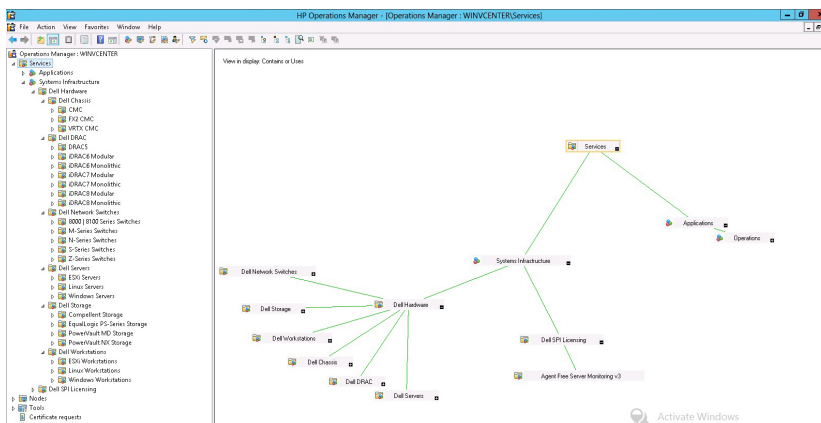 HP Operations Manager - [Operations Manager : WINVCENTER\Services]
File Action View Favorites Window Help
Operations Manager : WINVCENTER
Services
Applications
Systems Infrastructure
Dell Hardware
Dell Chassis
CMC
FX2 CMC
VRTX CMC
Dell DRAC
DRAC5
iDRAC6 Modular
iDRAC6 Monolithic
iDRAC7 Modular
iDRAC7 Monolithic
iDRAC8 Modular
iDRAC8 Monolithic
Dell Network Switches
8000 | 8100 Series Switches
M-Series Switches
N-Series Switches
S-Series Switches
Z-Series Switches
Dell Servers
ESXi Servers
Linux Servers
Windows Servers
Dell Storage
Compellent Storage
EqualLogic PS-Series Storage
PowerVault MD Storage
PowerVault NX Storage
Dell Workstations
ESXi Workstations
Linux Workstations
Windows Workstations
Dell SPI Licensing
Nodes
Tools
Certificate requests
View in display: Contains or Uses
Services
Applications
Operations
Systems Infrastructure
Dell Network Switches
Dell Hardware
Dell Storage
Dell Workstations
Dell SPI Licensing
Dell Chassis
Agent Free Server Monitoring v3
Dell DRAC
Dell Servers
Activate Windows